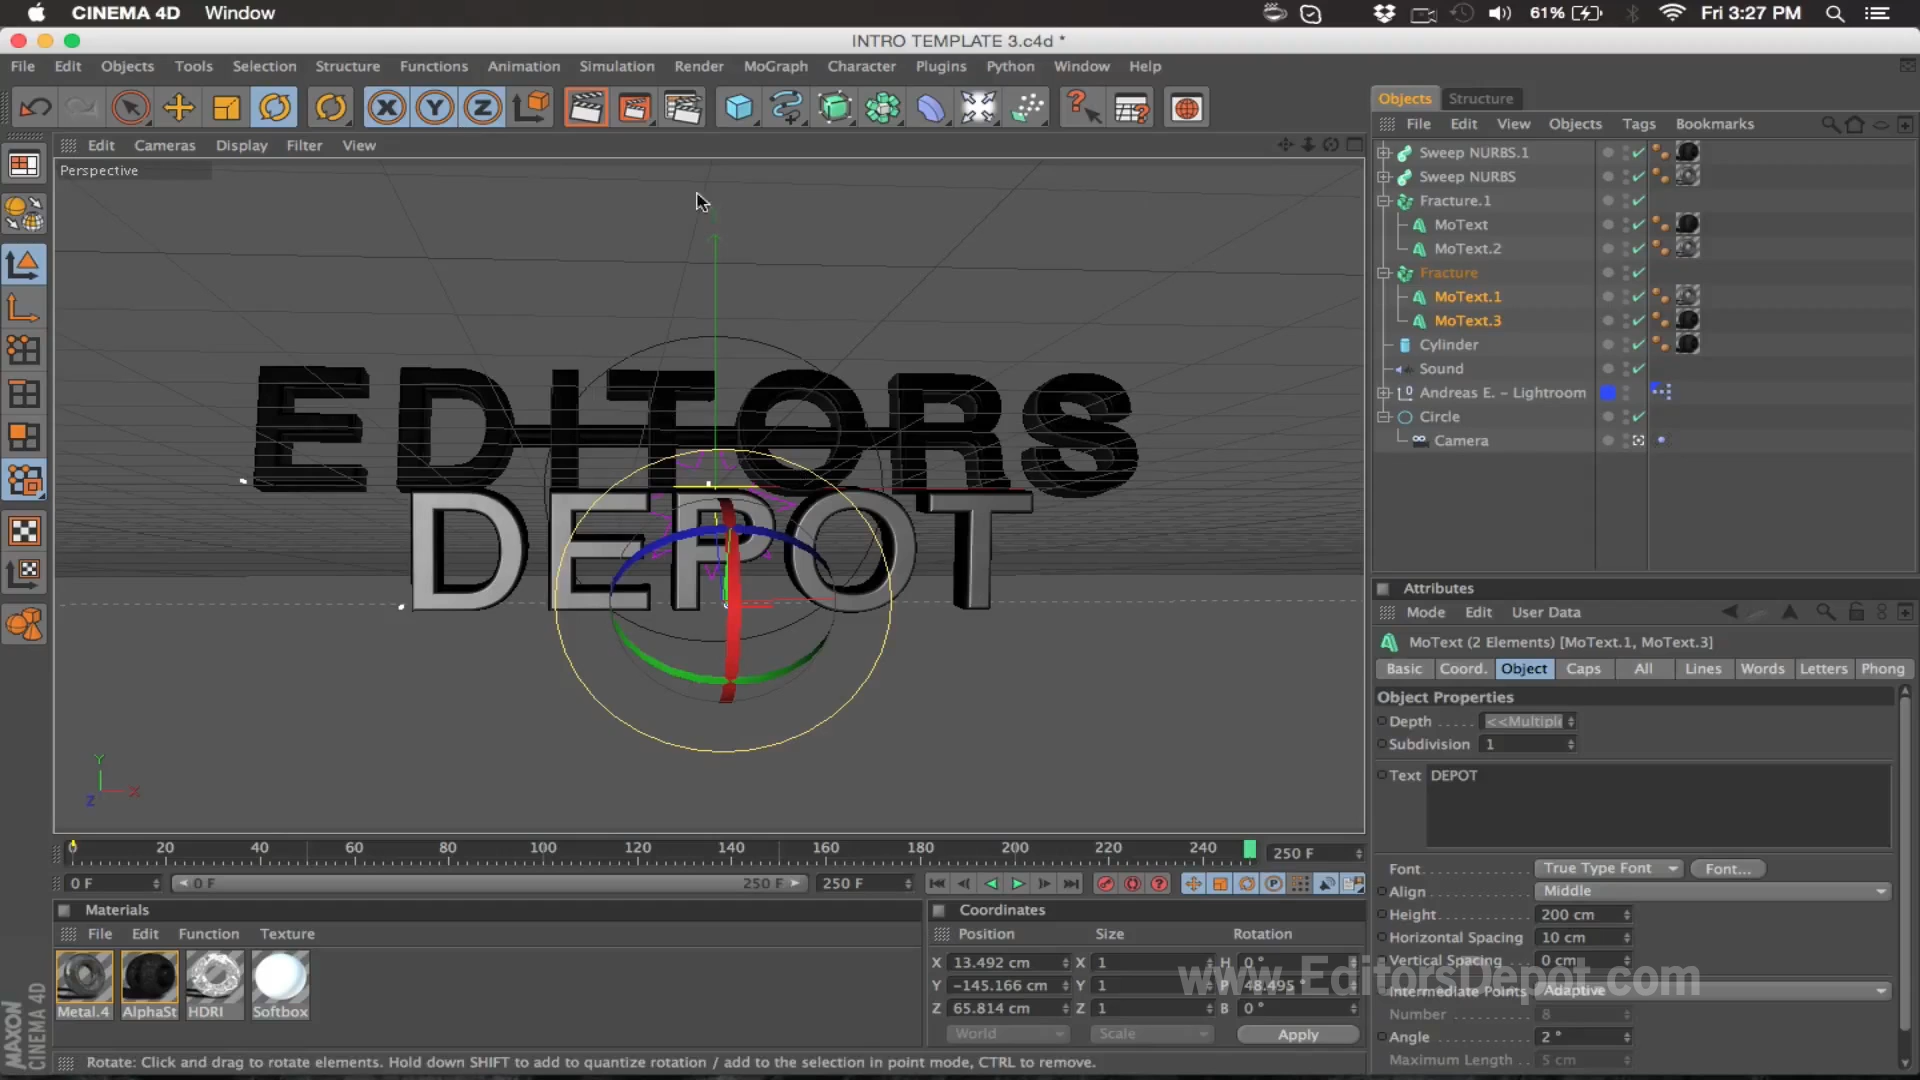 CINEMA 4D Window 61% Fri 3:27 PM
INTRO TEMPLATE 3.c4d *
File Edit Objects Tools Selection Structure Functions Animation Simulation Render MoGraph Character Plugins Python Window Help
X Y Z
Objects Structure
File Edit View Objects Tags Bookmarks
Edit Cameras Display Filter View
Perspective
Sweep NURBS.1
Sweep NURBS
Fracture.1
MoText
MoText.2
Fracture
MoText.1
MoText.3
Cylinder
Sound
Andreas E. - Lightroom
Circle
Camera
EDITORS
DEPOT
Y
Z X
Attributes
Mode Edit User Data
MoText (2 Elements) [MoText.1, MoText.3]
Basic Coord. Object Caps All Lines Words Letters Phong
Object Properties
Depth <<Multiple
Subdivision 1
Text DEPOT
Font True Type Font Font...
Align Middle
Height 200 cm
Horizontal Spacing 10 cm
Vertical Spacing 0 cm
Intermediate Points Adaptive
Number 8
Angle 2 °
Maximum Length 5 cm
0 20 40 60 80 100 120 140 160 180 200 220 240 250 F
0 F 0 F 250 F 250 F
Materials
File Edit Function Texture
Metal.4 AlphaSt HDRI Softbox
Coordinates
Position Size Rotation
X 13.492 cm X 1 H 0 °
Y -145.166 cm Y 1 P 48.495 °
Z 65.814 cm Z 1 B 0 °
World Scale Apply
www.EditorsDepot.com
MAXON
CINEMA 4D
Rotate: Click and drag to rotate elements. Hold down SHIFT to add to quantize rotation / add to the selection in point mode, CTRL to remove.